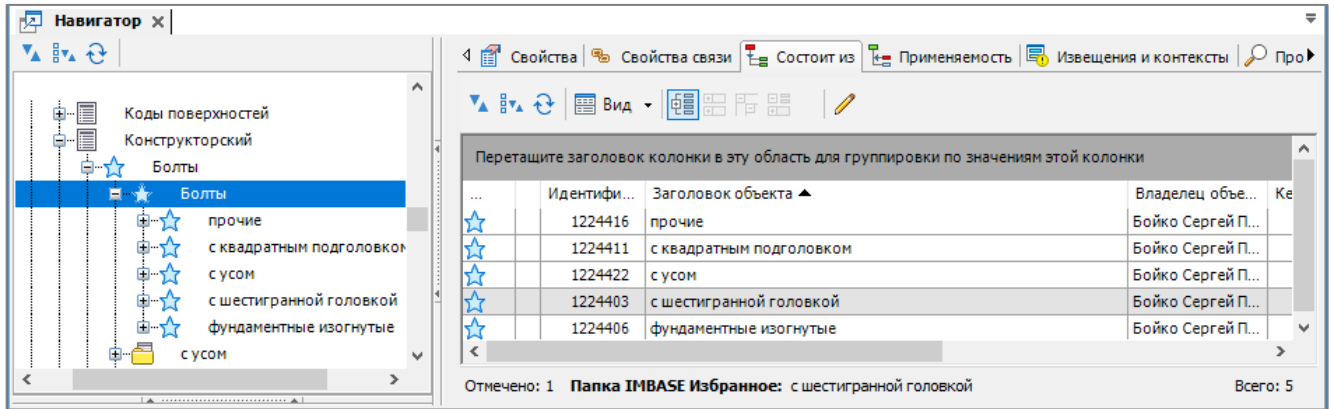 Навигатор
Коды поверхностей
Конструкторский
Болты
Болты
прочие
с квадратным подголовком
с усом
с шестигранной головкой
фундаментные изогнутые
с усом
Свойства Свойства связи Состоит из Применяемость Извещения и контексты Про
Вид
Перетащите заголовок колонки в эту область для группировки по значениям этой колонки
... Идентифи... Заголовок объекта Владелец объе... Ке
1224416 прочие Бойко Сергей П...
1224411 с квадратным подголовком Бойко Сергей П...
1224422 с усом Бойко Сергей П...
1224403 с шестигранной головкой Бойко Сергей П...
1224406 фундаментные изогнутые Бойко Сергей П...
Отмечено: 1 Папка IMBASE Избранное: с шестигранной головкой Всего: 5